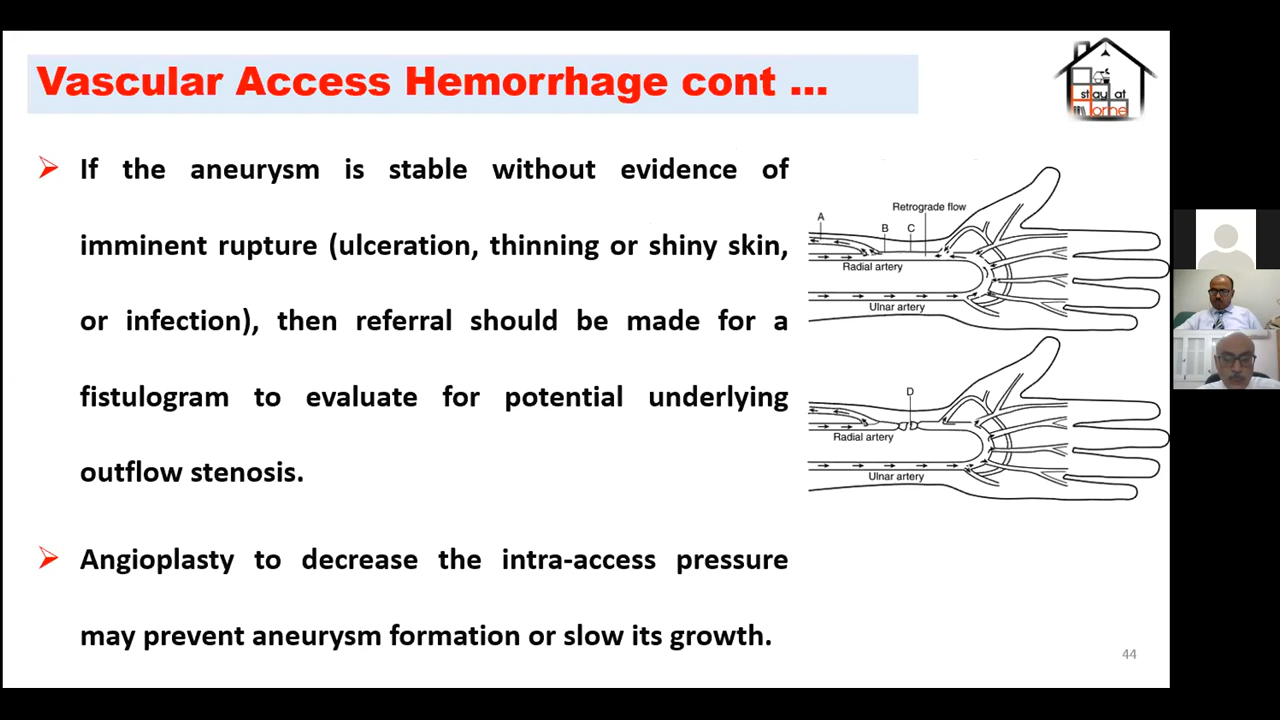 Vascular Access Hemorrhage cont ...
stay at
Home
If the aneurysm is stable without evidence of
imminent rupture (ulceration, thinning or shiny skin,
or infection), then referral should be made for a
fistulogram to evaluate for potential underlying
outflow stenosis.
Angioplasty to decrease the intra-access pressure
may prevent aneurysm formation or slow its growth.
Retrograde flow
A
B
C
Radial artery
Ulnar artery
D
Radial artery
Ulnar artery
44